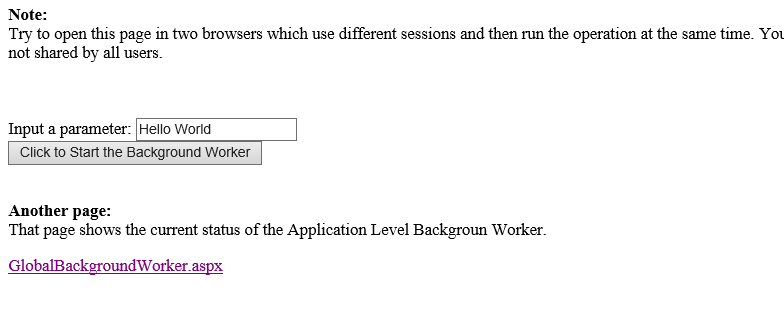 Note:
Try to open this page in two browsers which use different sessions and then run the operation at the same time. You
not shared by all users.
Input a parameter: Hello World
Click to Start the Background Worker
Another page:
That page shows the current status of the Application Level Backgroun Worker.
GlobalBackgroundWorker.aspx